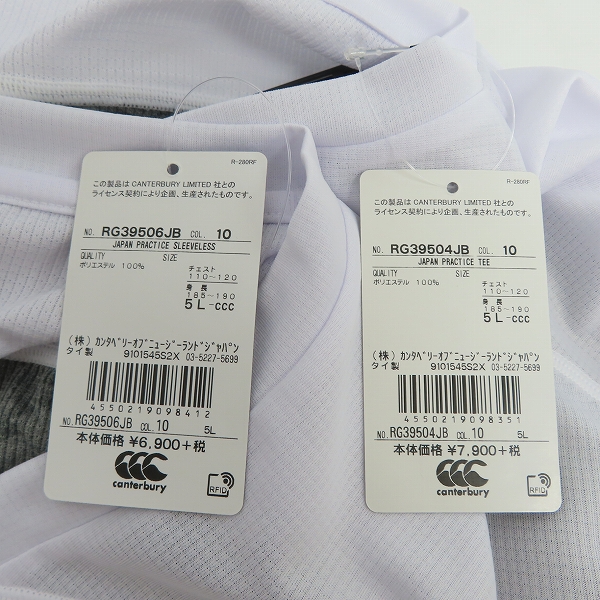 R-280RF
この製品は CANTERBURY LIMITED 社との
ライセンス契約により企画、生産されたものです。
NO. RG39506JB COL. 10
JAPAN PRACTICE SLEEVELESS
QUALITY SIZE
ポリエステル 100%
チェスト
110~120
身 長
185~190
5L-CCC
(株) カンタベリーオブニュージーランドジャパン
タイ製 9101545S2X 03-5227-5699
4550219098412
NO. RG39506JB COL. 10 5L
本体価格 ¥6,900+税
canterbury
RFID
R-280RF
この製品は CANTERBURY LIMITED 社との
ライセンス契約により企画、生産されたものです。
NO. RG39504JB COL. 10
JAPAN PRACTICE TEE
QUALITY SIZE
ポリエステル 100%
チェスト
110~120
身 長
185~190
5L-CCC
(株) カンタベリーオブニュージーランドジャパン
タイ製 9101545S2X 03-5227-5699
4550219098351
NO. RG39504JB COL. 10 5L
本体価格 ¥7,900+税
canterbury
RFID